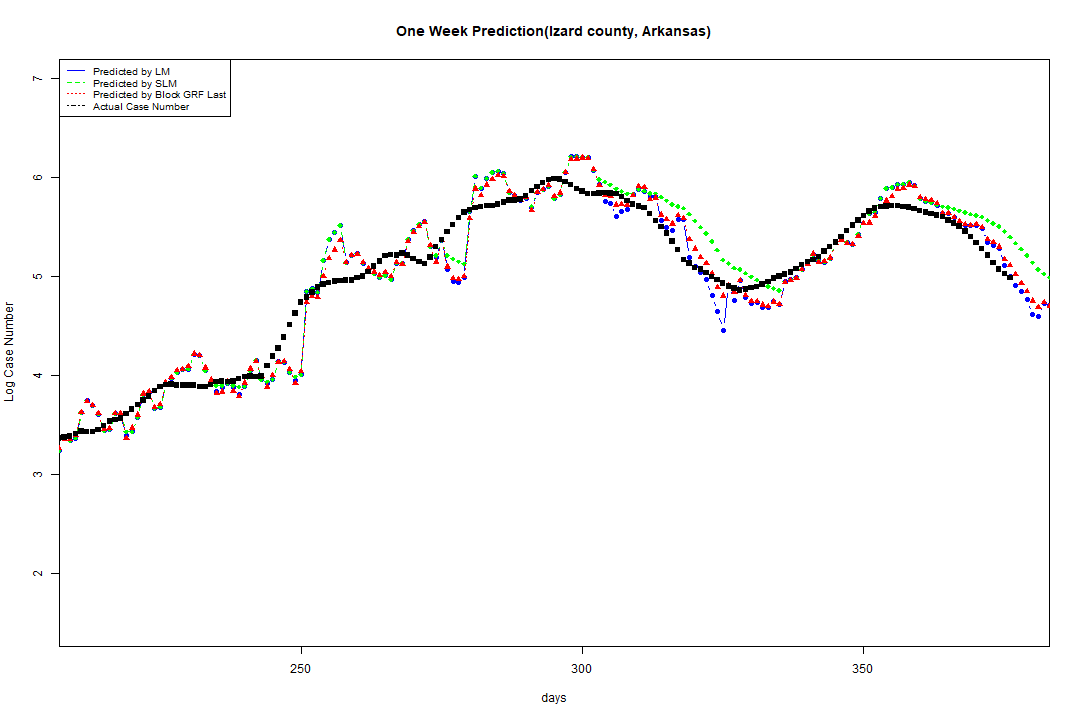 One Week Prediction(Izard county, Arkansas)
Predicted by LM
Predicted by SLM
Predicted by Block GRF Last
Actual Case Number
7
6
5
4
3
2
Log Case Number
250
300
350
days